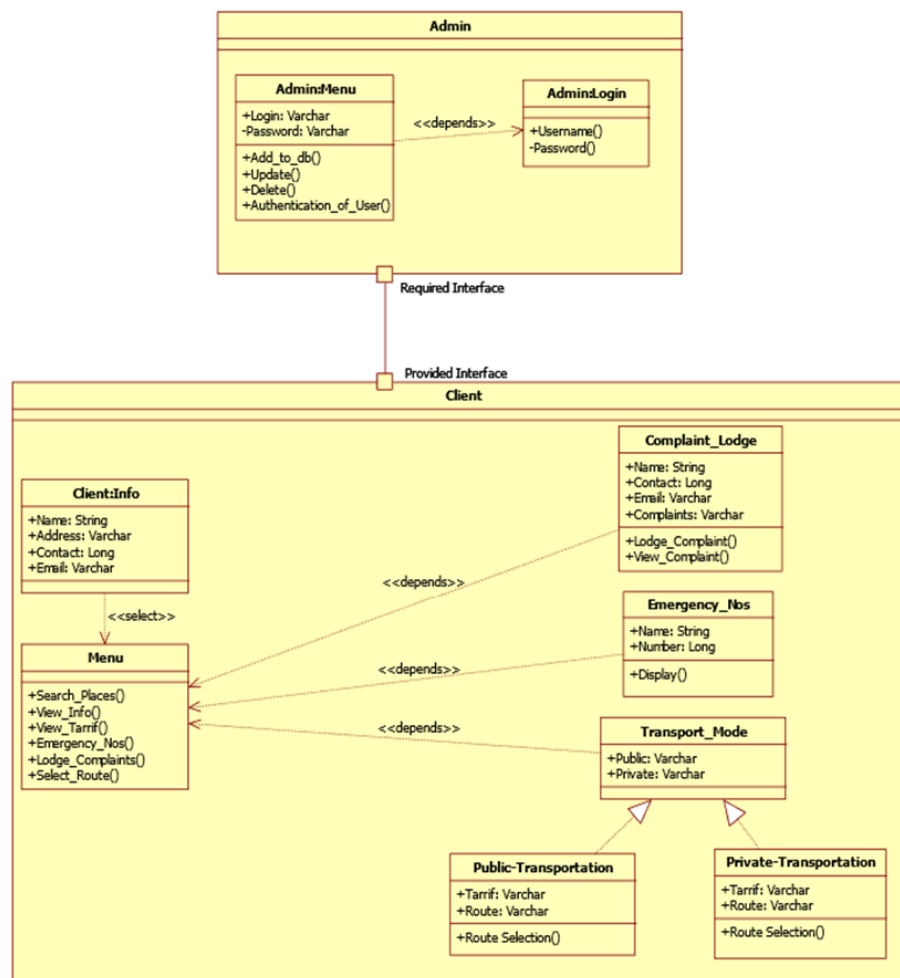 Admin
Admin:Menu
+Login: Varchar
-Password: Varchar
+Add_to_db()
+Update()
+Delete()
+Authentication_of_User()
<<depends>>
Admin:Login
+Username()
-Password()
Required Interface
Provided Interface
Client
Client:Info
+Name: String
+Address: Varchar
+Contact: Long
+Email: Varchar
<<select>>
Menu
+Search_Places()
+View_Info()
+View_Tarrif()
+Emergency_Nos()
+Lodge_Complaints()
+Select_Route()
<<depends>>
<<depends>>
<<depends>>
Complaint_Lodge
+Name: String
+Contact: Long
+Email: Varchar
+Complaints: Varchar
+Lodge_Complaint()
+View_Complaint()
Emergency_Nos
+Name: String
+Number: Long
+Display()
Transport_Mode
+Public: Varchar
+Private: Varchar
Public-Transportation
+Tarrif: Varchar
+Route: Varchar
+Route Selection()
Private-Transportation
+Tarrif: Varchar
+Route: Varchar
+Route Selection()